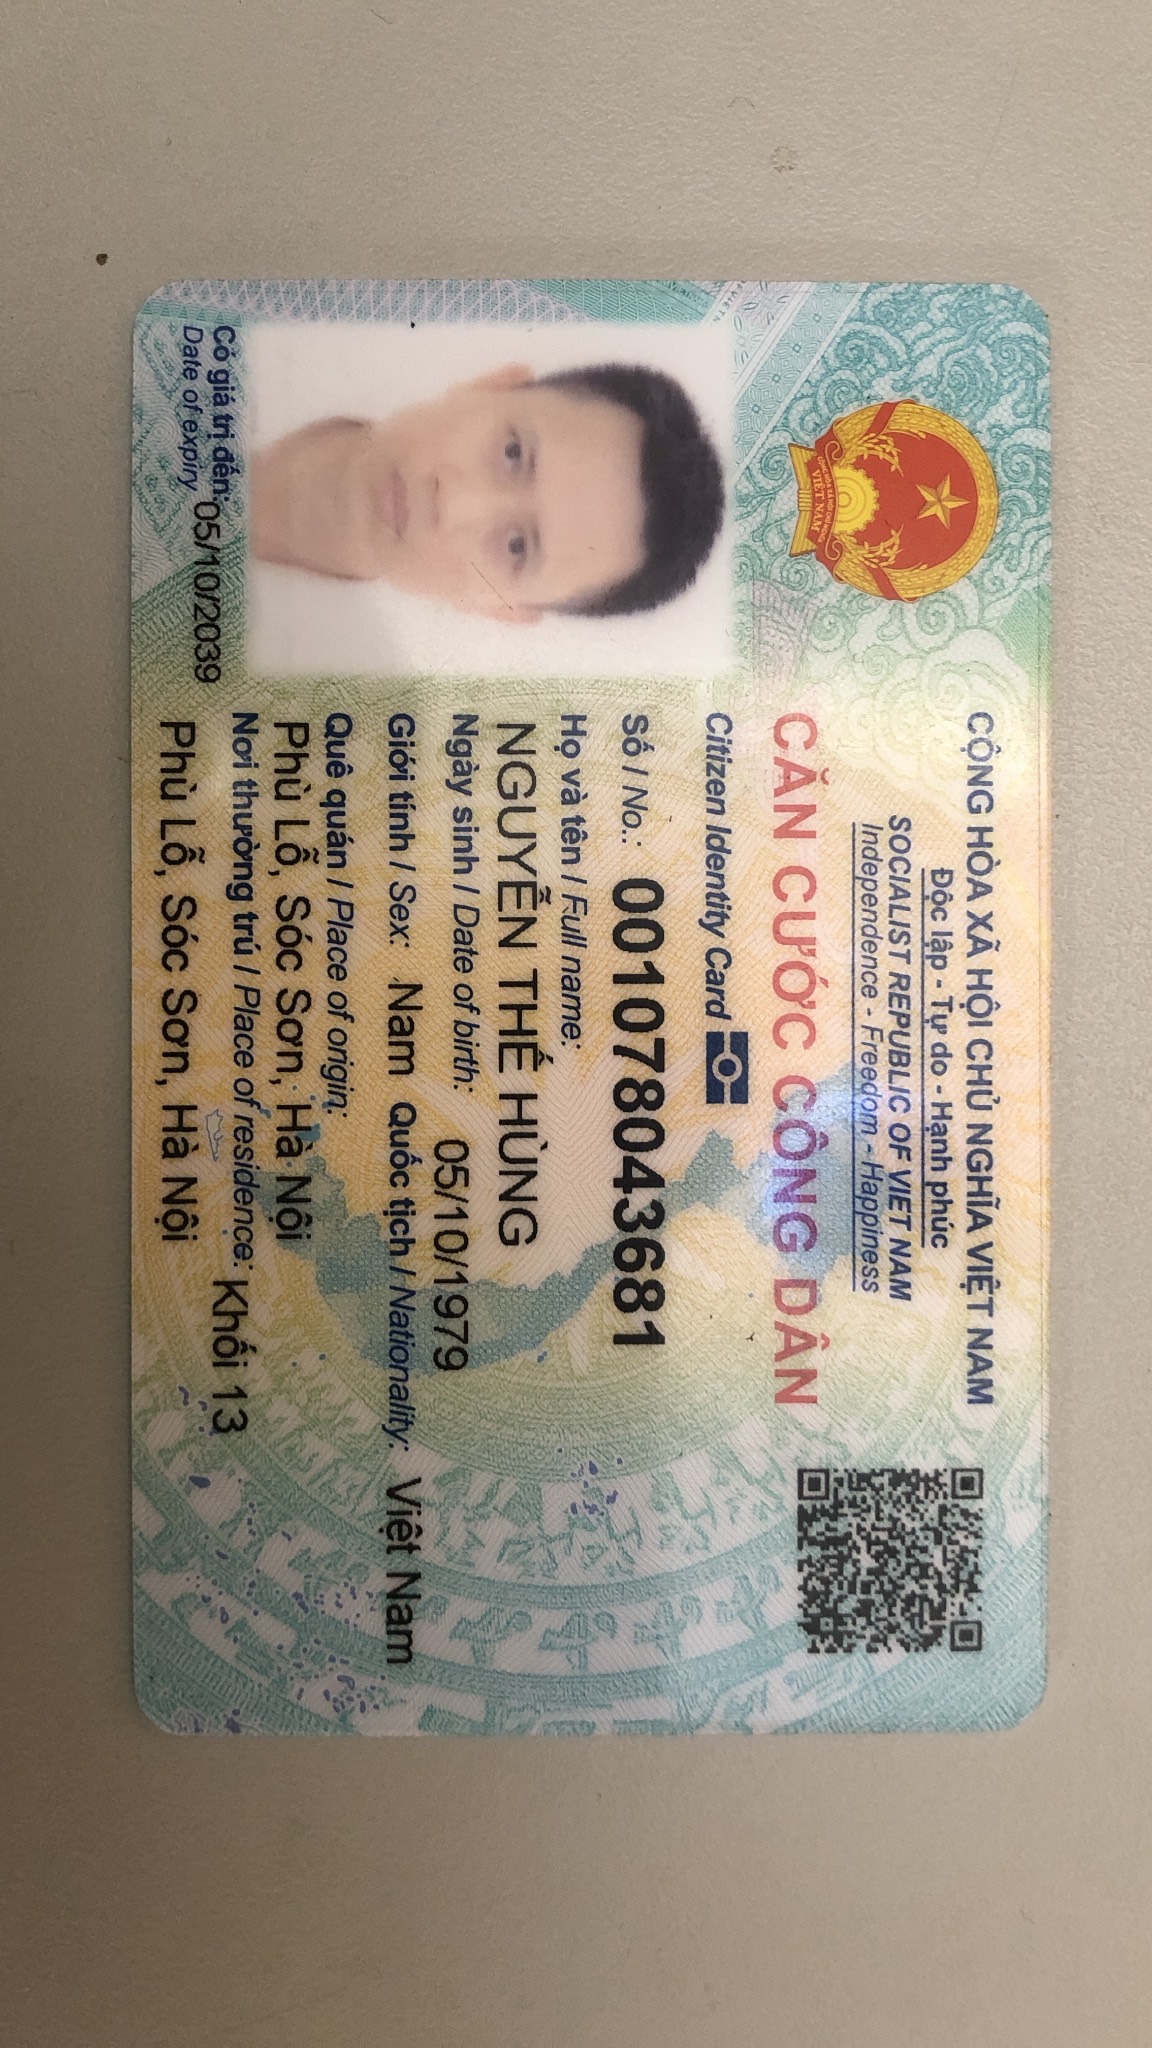 CỘNG HÒA XÃ HỘI CHỦ NGHĨA VIỆT NAM
Độc lập - Tự do - Hạnh phúc
SOCIALIST REPUBLIC OF VIET NAM
Independence - Freedom - Happiness
CĂN CƯỚC CÔNG DÂN
Citizen Identity Card
Số / No.: 001078043681
Họ và tên / Full name:
NGUYỄN THẾ HÙNG
Ngày sinh / Date of birth: 05/10/1979
Giới tính / Sex: Nam Quốc tịch / Nationality: Việt Nam
Quê quán / Place of origin:
Phù Lỗ, Sóc Sơn, Hà Nội
Nơi thường trú / Place of residence: Khối 13
Phù Lỗ, Sóc Sơn, Hà Nội
Có giá trị đến: 05/10/2039
Date of expiry
VIỆT NAM